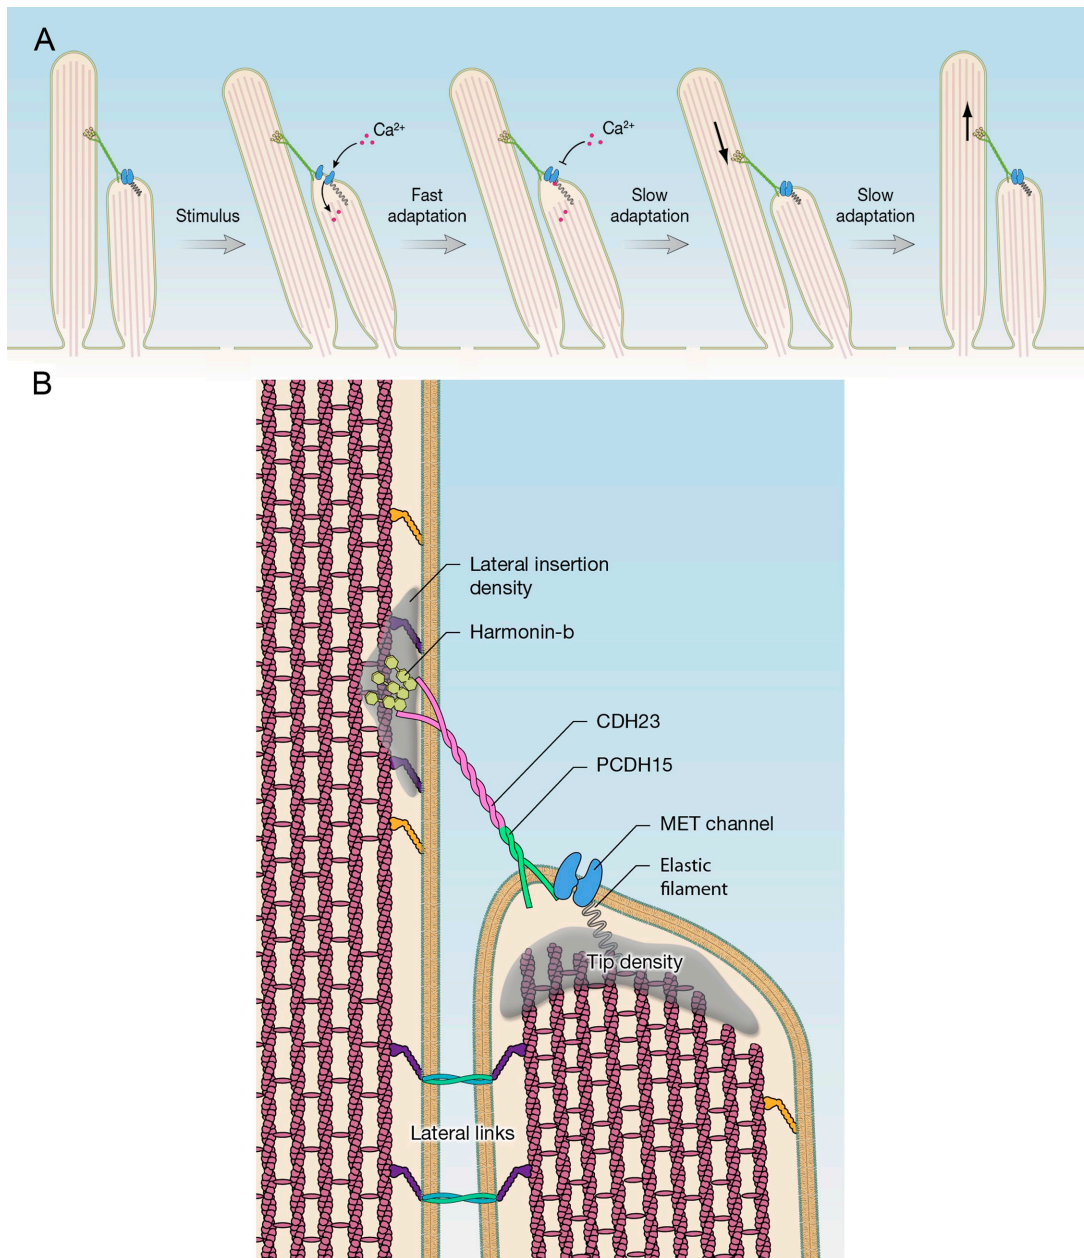 A
Ca²⁺
Ca²⁺
Stimulus
Fast
adaptation
Slow
adaptation
Slow
adaptation
B
Lateral insertion
density
Harmonin-b
CDH23
PCDH15
MET channel
Elastic
filament
Tip density
Lateral links